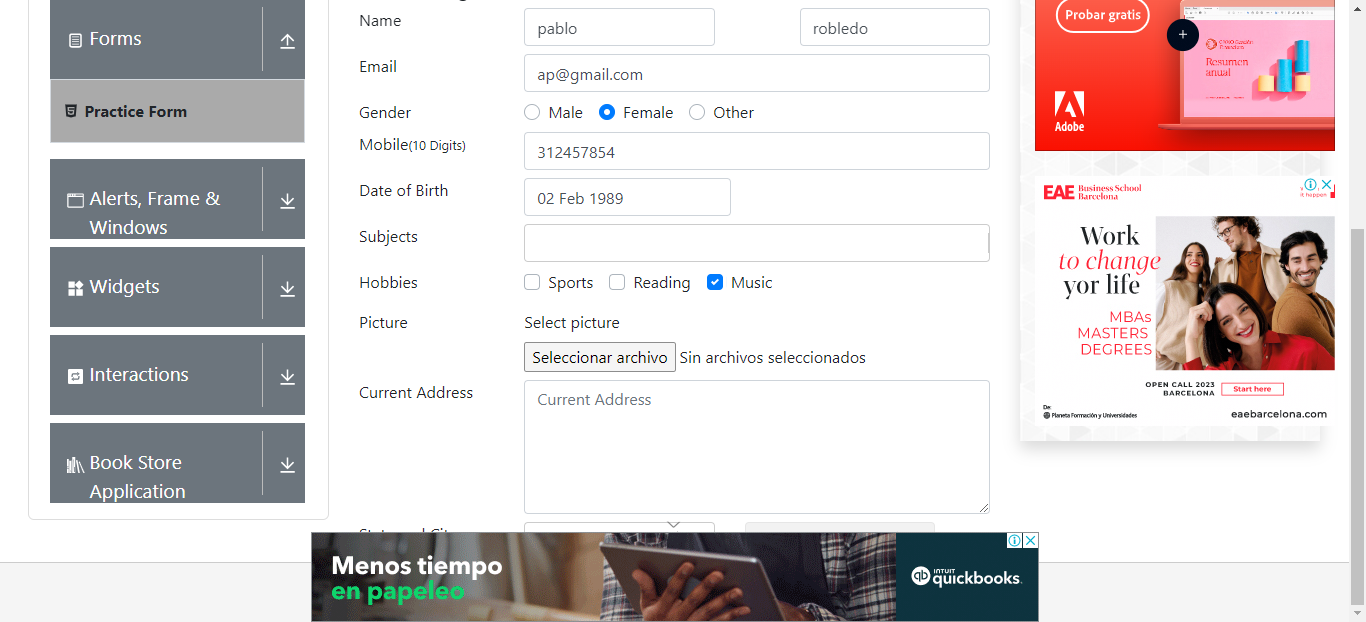 Forms
Practice Form
Alerts, Frame &
Windows
Widgets
Interactions
Book Store
Application
Name
pablo
robledo
Email
ap@gmail.com
Gender
Male
Female
Other
Mobile(10 Digits)
312457854
Date of Birth
02 Feb 1989
Subjects
Hobbies
Sports
Reading
Music
Picture
Select picture
Seleccionar archivo Sin archivos seleccionados
Current Address
Current Address
Probar gratis
Resumen
anual
Adobe
EAE Business School
Barcelona
it happen
Work
to change
yor life
MBAs
MASTERS
DEGREES
OPEN CALL 2023
BARCELONA
Start here
De:
Planeta Formación y Universidades
eaebarcelona.com
Menos tiempo
en papeleo
INTUIT
quickbooks